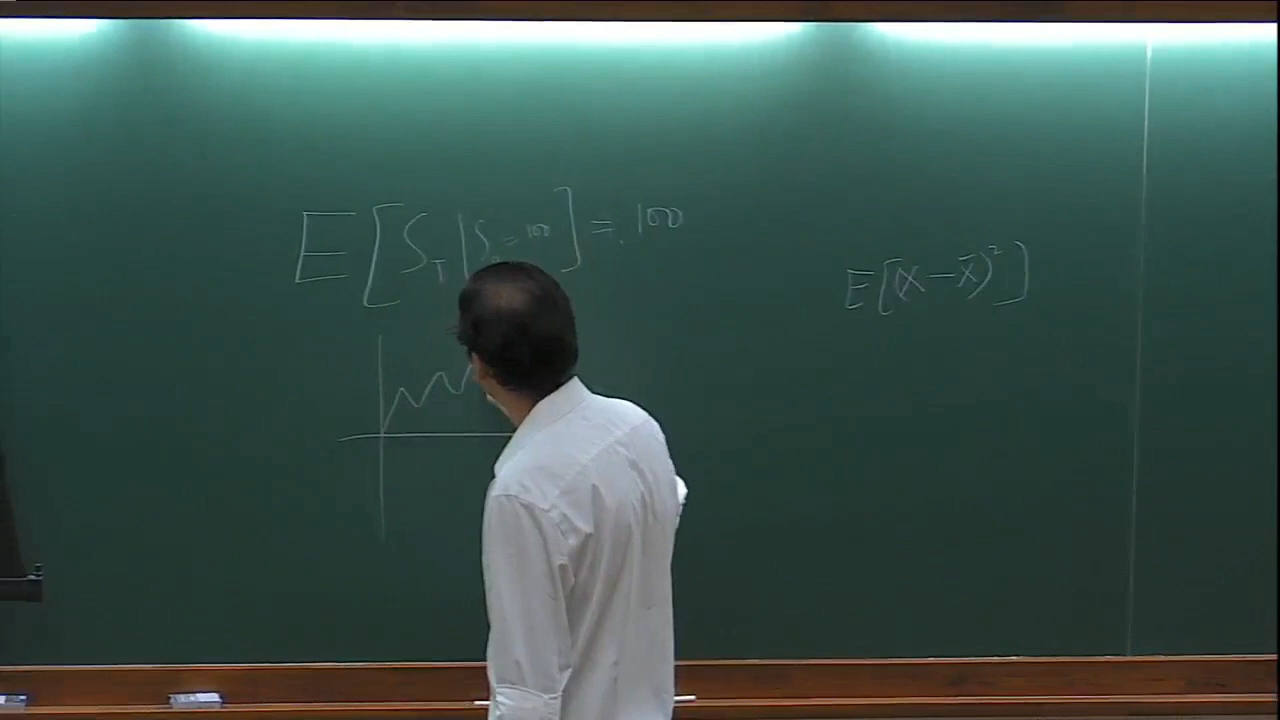 E[S_T | S_0 = 100] = 100
E[(x − x̄)²]